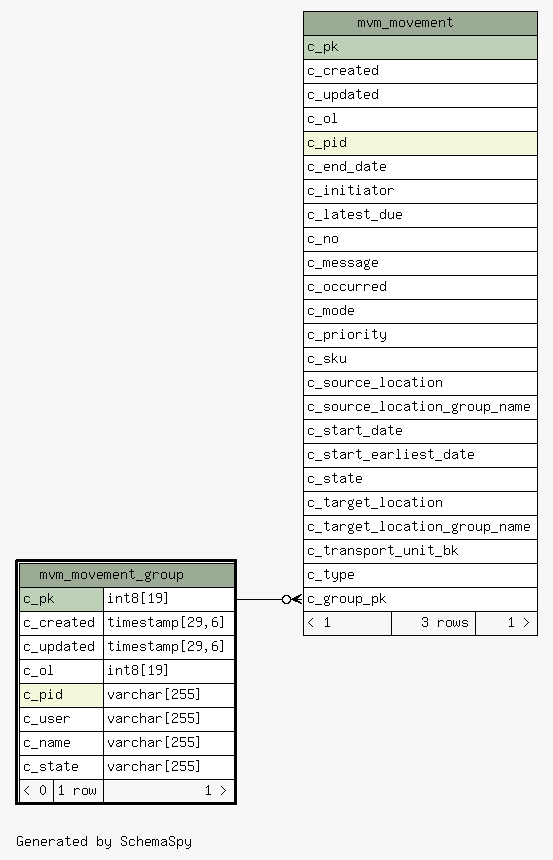 mvm_movement
c_pk
c_created
c_updated
c_ol
c_pid
c_end_date
c_initiator
c_latest_due
c_no
c_message
c_occurred
c_mode
c_priority
c_sku
c_source_location
c_source_location_group_name
c_start_date
c_start_earliest_date
c_state
c_target_location
c_target_location_group_name
c_transport_unit_bk
c_type
c_group_pk
< 1 3 rows 1 >
mvm_movement_group
c_pk int8[19]
c_created timestamp[29,6]
c_updated timestamp[29,6]
c_ol int8[19]
c_pid varchar[255]
c_user varchar[255]
c_name varchar[255]
c_state varchar[255]
< 0 1 row 1 >
Generated by SchemaSpy